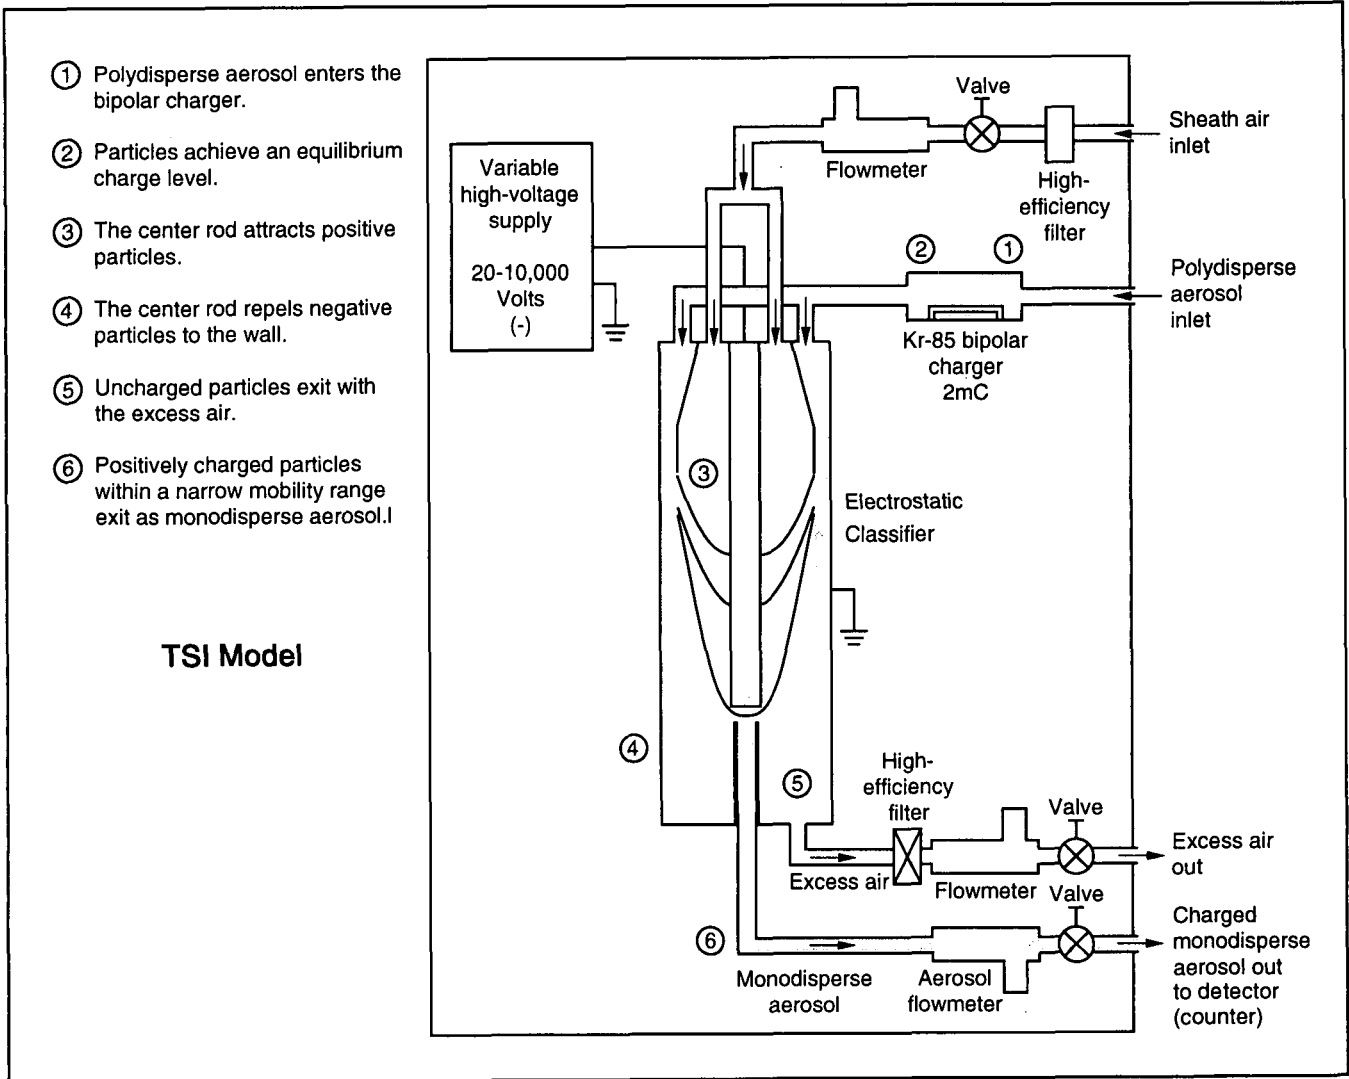 ① Polydisperse aerosol enters the
bipolar charger.
② Particles achieve an equilibrium
charge level.
③ The center rod attracts positive
particles.
④ The center rod repels negative
particles to the wall.
⑤ Uncharged particles exit with
the excess air.
⑥ Positively charged particles
within a narrow mobility range
exit as monodisperse aerosol.l
TSI Model
Variable
high-voltage
supply
20-10,000
Volts
(-)
Valve
Flowmeter
High-
efficiency
filter
Sheath air
inlet
②
①
Polydisperse
aerosol
inlet
Kr-85 bipolar
charger
2mC
③
Electrostatic
Classifier
④
⑤
High-
efficiency
filter
Valve
Excess air
Flowmeter
Excess air
out
Valve
⑥
Monodisperse
aerosol
Aerosol
flowmeter
Charged
monodisperse
aerosol out
to detector
(counter)